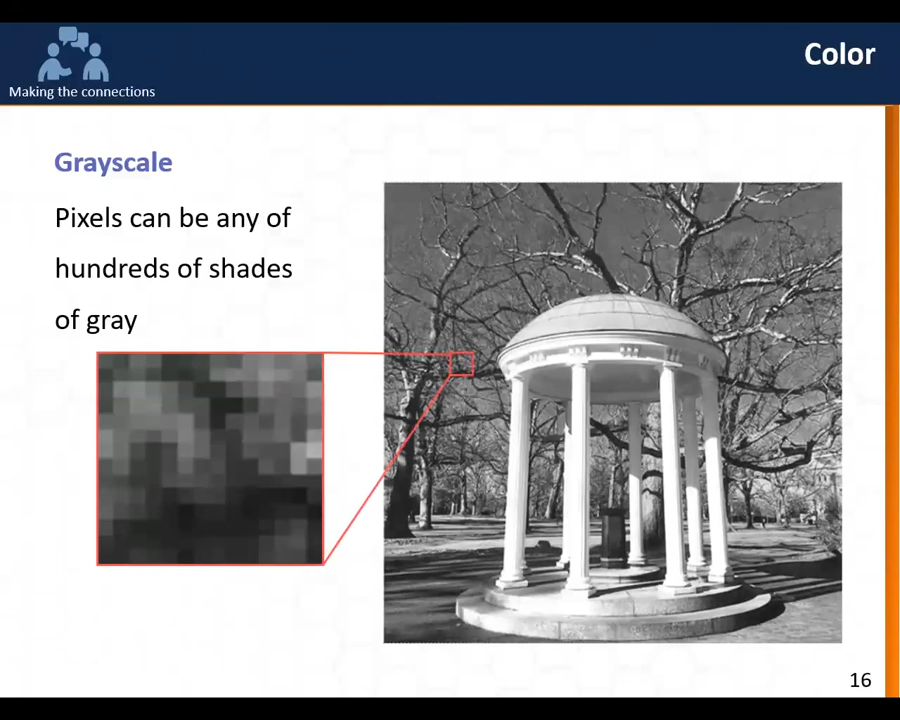 Making the connections
Color
Grayscale
Pixels can be any of
hundreds of shades
of gray
16